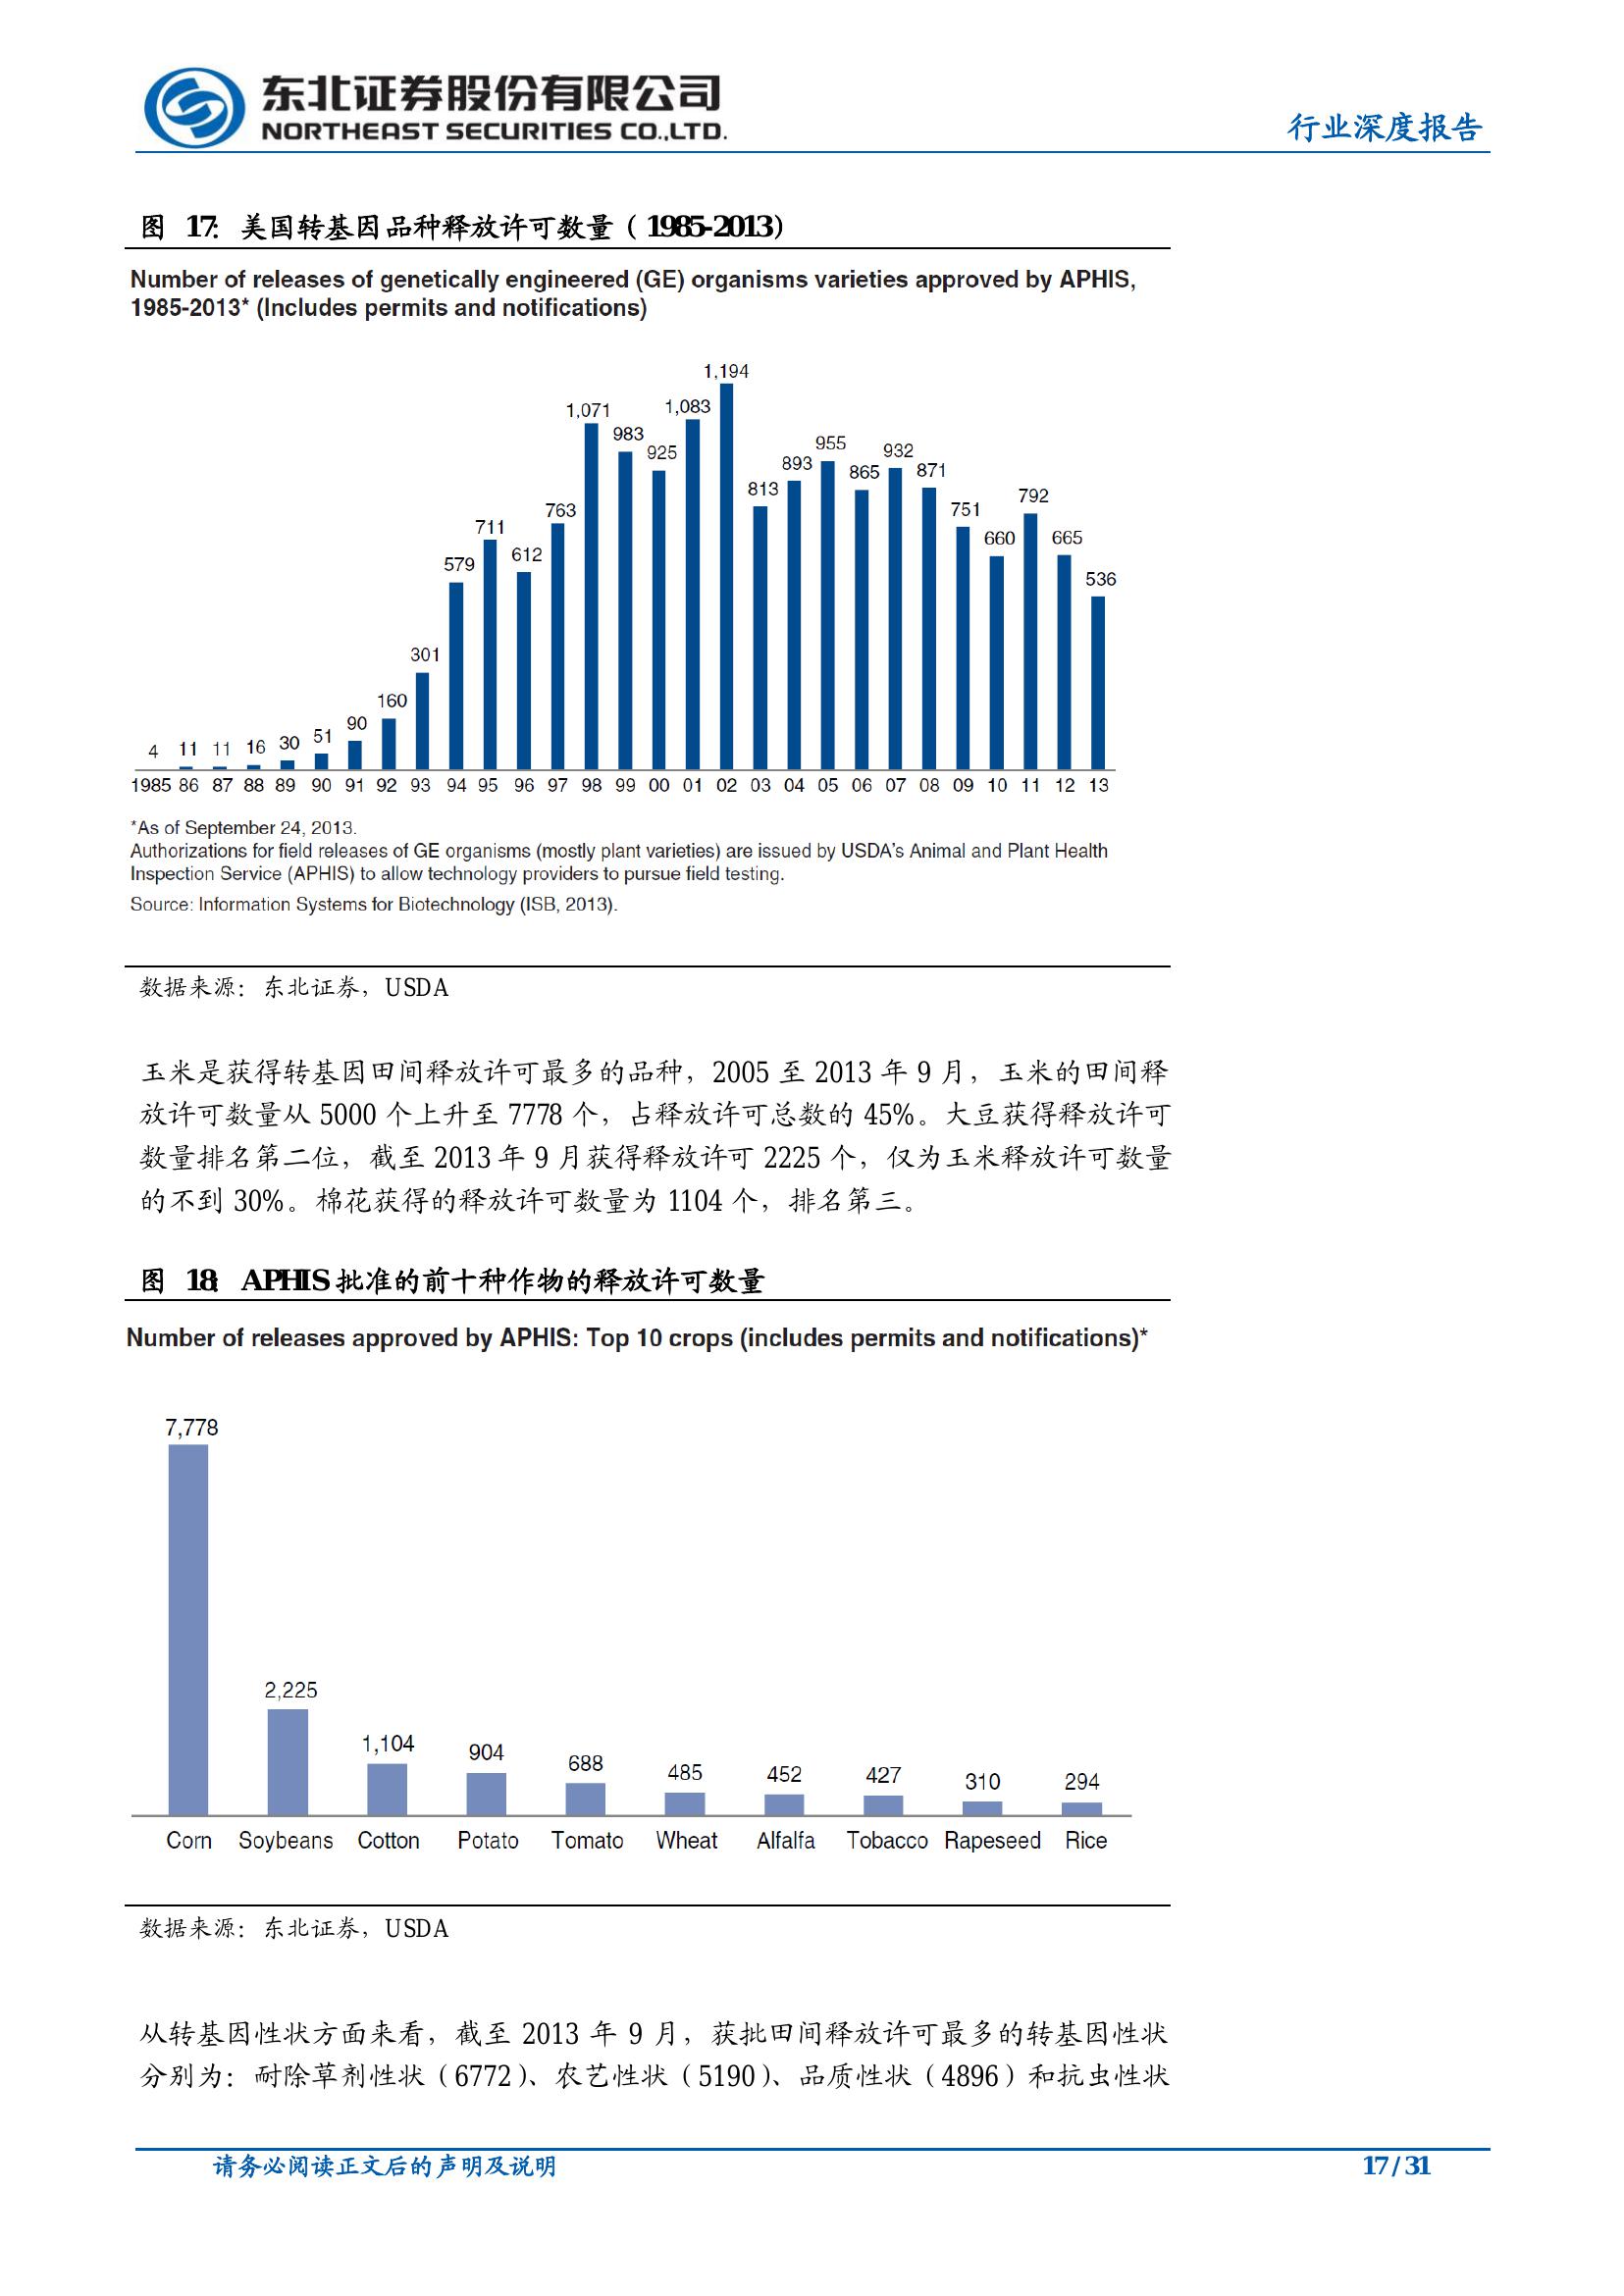 东北证券股份有限公司
NORTHEAST SECURITIES CO.,LTD.
行业深度报告
图 17: 美国转基因品种释放许可数量（1985-2013）
Number of releases of genetically engineered (GE) organisms varieties approved by APHIS,
1985-2013* (Includes permits and notifications)
4 11 11 16 30 51 90 160 301 579 711 612 763 1,071 983 925 1,083 1,194 813 893 955 865 932 871 751 660 792 665 536
1985 86 87 88 89 90 91 92 93 94 95 96 97 98 99 00 01 02 03 04 05 06 07 08 09 10 11 12 13
*As of September 24, 2013.
Authorizations for field releases of GE organisms (mostly plant varieties) are issued by USDA's Animal and Plant Health
Inspection Service (APHIS) to allow technology providers to pursue field testing.
Source: Information Systems for Biotechnology (ISB, 2013).
数据来源：东北证券，USDA
玉米是获得转基因田间释放许可最多的品种，2005 至 2013 年 9 月，玉米的田间释
放许可数量从 5000 个上升至 7778 个，占释放许可总数的 45%。大豆获得释放许可
数量排名第二位，截至 2013 年 9 月获得释放许可 2225 个，仅为玉米释放许可数量
的不到 30%。棉花获得的释放许可数量为 1104 个，排名第三。
图 18: APHIS 批准的前十种作物的释放许可数量
Number of releases approved by APHIS: Top 10 crops (includes permits and notifications)*
7,778 2,225 1,104 904 688 485 452 427 310 294
Corn Soybeans Cotton Potato Tomato Wheat Alfalfa Tobacco Rapeseed Rice
数据来源：东北证券，USDA
从转基因性状方面来看，截至 2013 年 9 月，获批田间释放许可最多的转基因性状
分别为：耐除草剂性状（6772）、农艺性状（5190）、品质性状（4896）和抗虫性状
请务必阅读正文后的声明及说明
17 / 31